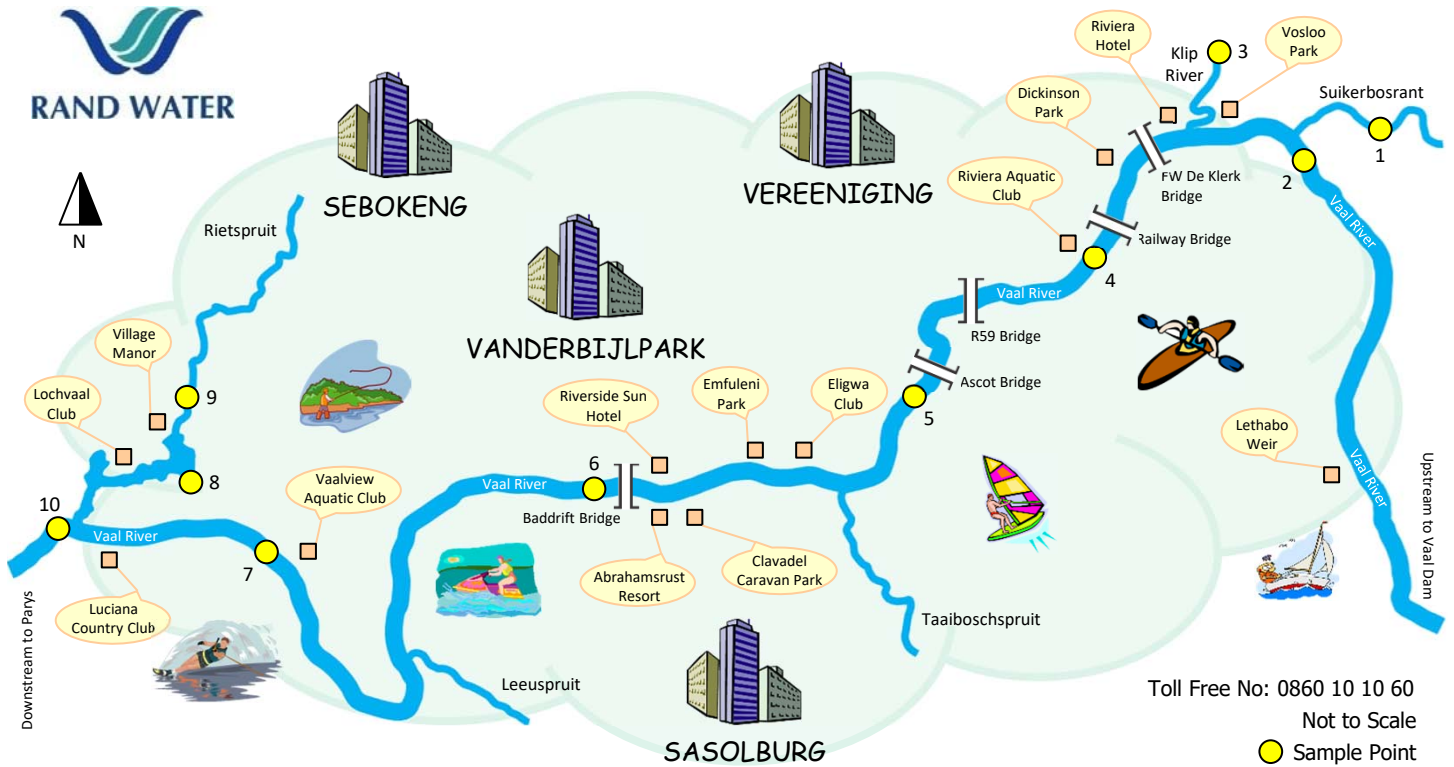 RAND WATER
N
Riviera
Hotel
Klip
River
3
Vosloo
Park
Dickinson
Park
Suikerbosrant
1
2
SEBOKENG
VEREENIGING
Riviera Aquatic
Club
FW De Klerk
Bridge
Vaal River
Rietspruit
Railway Bridge
4
Vaal River
R59 Bridge
VANDERBIJLPARK
Village
Manor
Lochvaal
Club
9
Riverside Sun
Hotel
Emfuleni
Park
Eligwa
Club
Ascot Bridge
5
Lethabo
Weir
8
Vaalview
Aquatic Club
Vaal River
6
Baddrift Bridge
Vaal River
Upstream to Vaal Dam
10
Vaal River
7
Luciana
Country Club
Abrahamsrust
Resort
Clavadel
Caravan Park
Taaiboschspruit
Downstream to Parys
Leeuspruit
SASOLBURG
Toll Free No: 0860 10 10 60
Not to Scale
Sample Point